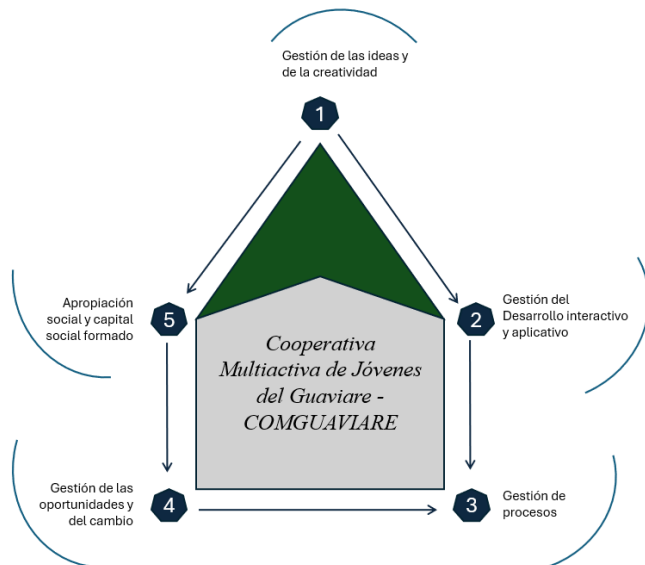 Gestión de las ideas y
de la creatividad
1
Apropiación
social y capital
social formado
5
2
Gestión del
Desarrollo interactivo
y aplicativo
Cooperativa
Multiactiva de Jóvenes
del Guaviare -
COMGUAVIARE
Gestión de las
oportunidades y
del cambio
4
3
Gestión de
procesos